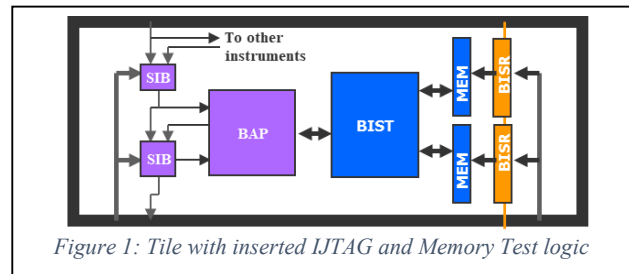 To other
instruments
SIB
BAP
BIST
MEM
BISR
SIB
MEM
BISR
Figure 1: Tile with inserted IJTAG and Memory Test logic